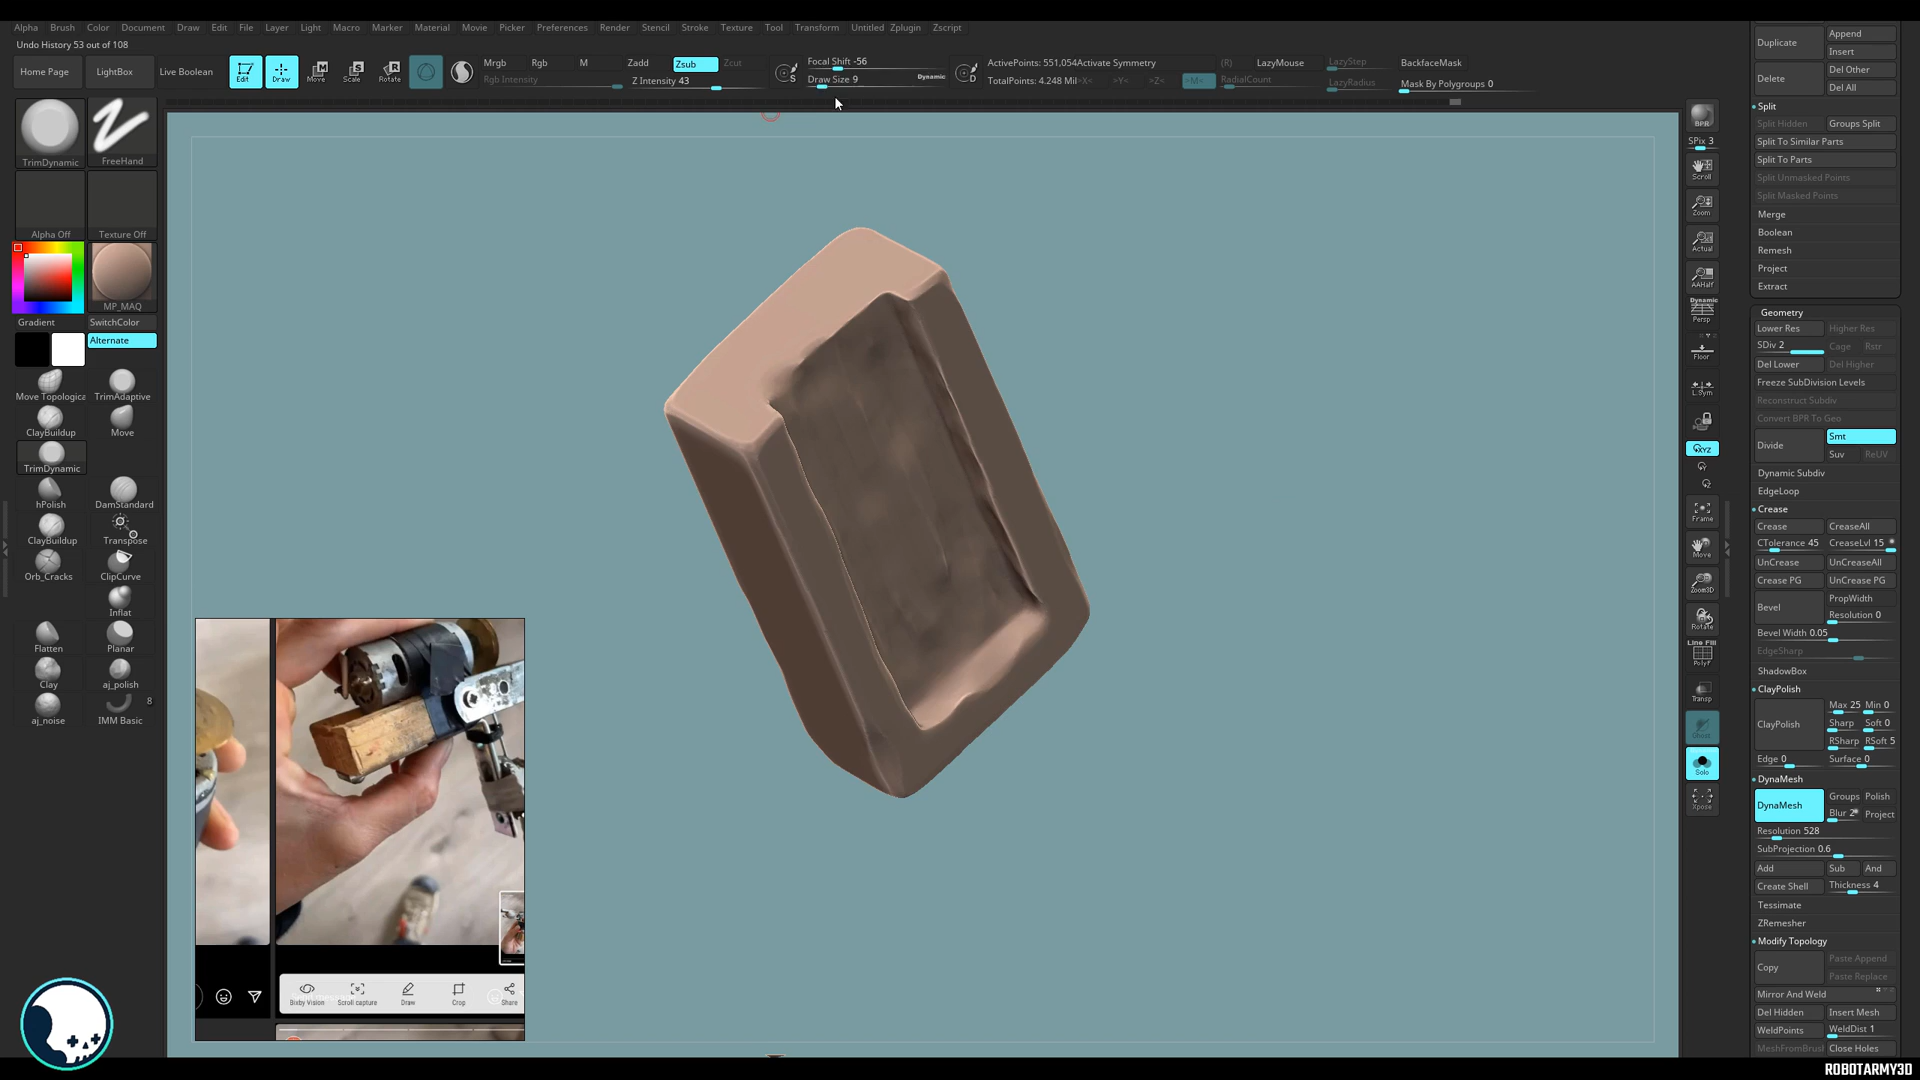 Alpha Brush Color Document Draw Edit File Layer Light Macro Marker Material Movie Picker Preferences Render Stencil Stroke Texture Tool Transform Untitled Zplugin Zscript
Undo History 53 out of 108
Home Page LightBox Live Boolean Edit Draw Move Scale Rotate
Mrgb Rgb M Zadd Zsub Zcut
Rgb Intensity Z Intensity 43
S Focal Shift -56
Draw Size 9 Dynamic D
ActivePoints: 551,054 Activate Symmetry (R) LazyMouse LazyStep BackfaceMask
TotalPoints: 4.248 Mil >X< >Y< >Z< >M< RadialCount LazyRadius Mask By Polygroups 0
TrimDynamic FreeHand
Alpha Off Texture Off
MP_MAQ
Gradient SwitchColor
Alternate
Move Topologica TrimAdaptive
ClayBuildup Move
TrimDynamic
hPolish DamStandard
ClayBuildup Transpose
Orb_Cracks ClipCurve
Inflat
Flatten Planar
Clay aj_polish
aj_noise IMM Basic 8
Bixby Vision Scroll capture Draw Crop Share
BPR
SPix 3
Scroll
Zoom
Actual
AAHalf
Dynamic
Persp
Floor
L.Sym
XYZ
Frame
Move
Zoom3D
Rotate
Line Fill
PolyF
Transp
Ghost
Solo
Xpose
Append
Duplicate Insert
Del Other
Delete Del All
Split
Split Hidden Groups Split
Split To Similar Parts
Split To Parts
Split Unmasked Points
Split Masked Points
Merge
Boolean
Remesh
Project
Extract
Geometry
Lower Res Higher Res
SDiv 2 Cage Rstr
Del Lower Del Higher
Freeze SubDivision Levels
Reconstruct Subdiv
Convert BPR To Geo
Divide Smt
Suv ReUV
Dynamic Subdiv
EdgeLoop
Crease
Crease CreaseAll
CTolerance 45 CreaseLvl 15
UnCrease UnCreaseAll
Crease PG UnCrease PG
Bevel PropWidth
Resolution 0
Bevel Width 0.05
EdgeSharp
ShadowBox
ClayPolish
ClayPolish Max 25 Min 0
Sharp Soft 0
RSharp RSoft 5
Edge 0 Surface 0
DynaMesh
DynaMesh Groups Polish
Blur 2 Project
Resolution 528
SubProjection 0.6
Add Sub And
Create Shell Thickness 4
Tessimate
ZRemesher
Modify Topology
Copy Paste Append
Paste Replace
Mirror And Weld
Del Hidden Insert Mesh
WeldPoints WeldDist 1
MeshFromBrush Close Holes
ROBOTARMY3D